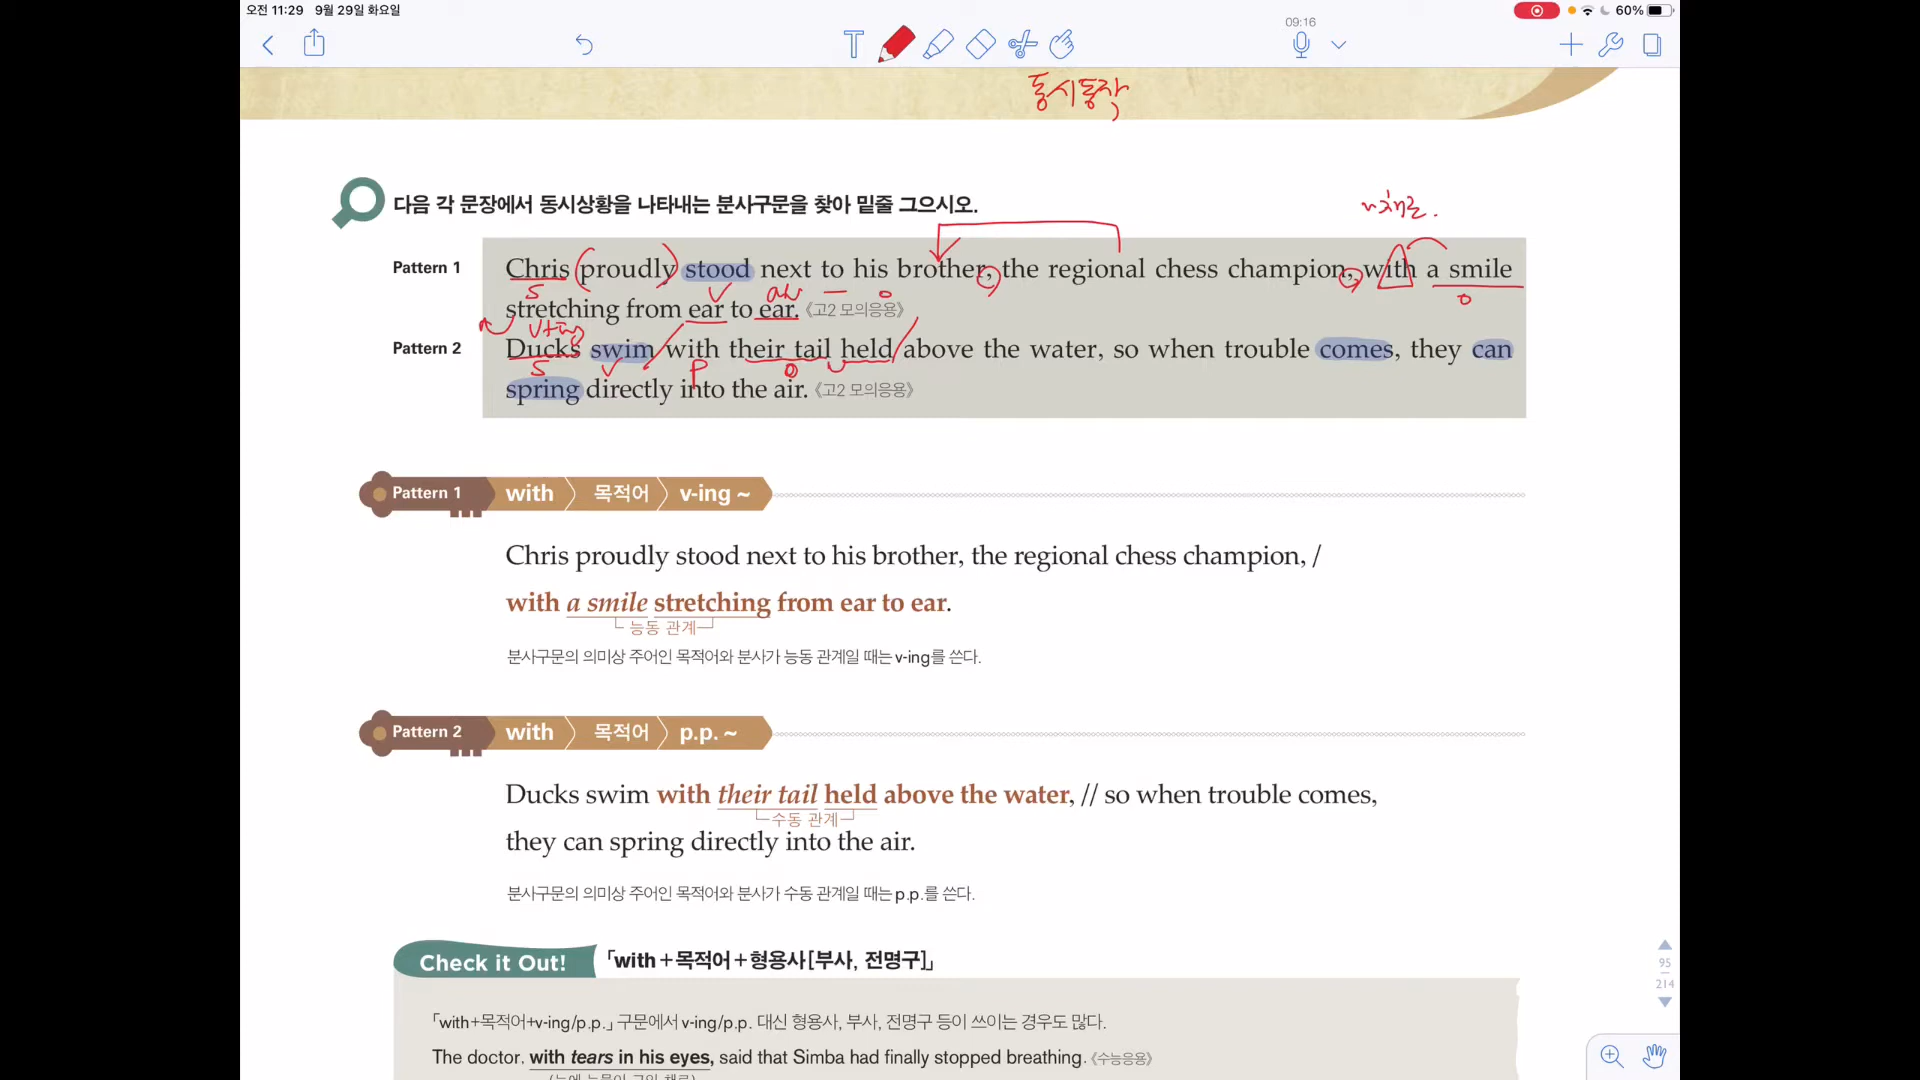 오전 11:29 9월 29일 화요일
60%
09:16
동시동작
다음 각 문장에서 동시상황을 나타내는 분사구문을 찾아 밑줄 그으시오.
Pattern 1 Chris proudly stood next to his brother, the regional chess champion, with a smile
S V O
stretching from ear to ear. 《고2 모의응용》
V+ing
Pattern 2 Ducks swim with their tail held above the water, so when trouble comes, they can
S V P O
spring directly into the air. 《고2 모의응용》
Pattern 1 with 목적어 v-ing ~
Chris proudly stood next to his brother, the regional chess champion, /
with a smile stretching from ear to ear.
능동 관계
분사구문의 의미상 주어인 목적어와 분사가 능동 관계일 때는 v-ing를 쓴다.
Pattern 2 with 목적어 p.p. ~
Ducks swim with their tail held above the water, // so when trouble comes,
수동 관계
they can spring directly into the air.
분사구문의 의미상 주어인 목적어와 분사가 수동 관계일 때는 p.p.를 쓴다.
Check it Out! 「with+목적어+형용사[부사, 전명구]」
95
214
「with+목적어+v-ing/p.p.」 구문에서 v-ing/p.p. 대신 형용사, 부사, 전명구 등이 쓰이는 경우도 많다.
The doctor, with tears in his eyes, said that Simba had finally stopped breathing. 《수능응용》